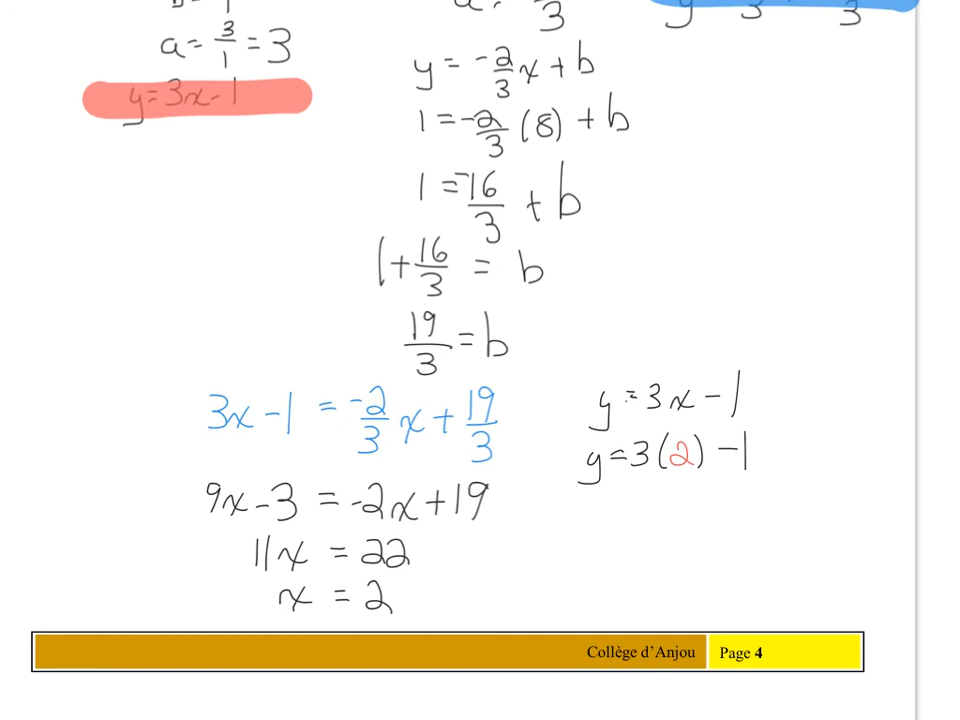 a = 3/1 = 3
y = 3x - 1
y = -2/3 x + b
1 = -2/3 (8) + b
1 = -16/3 + b
1 + 16/3 = b
19/3 = b
3x - 1 = -2/3 x + 19/3
9x - 3 = -2x + 19
11x = 22
x = 2
y = 3x - 1
y = 3(2) - 1
Collège d'Anjou
Page 4